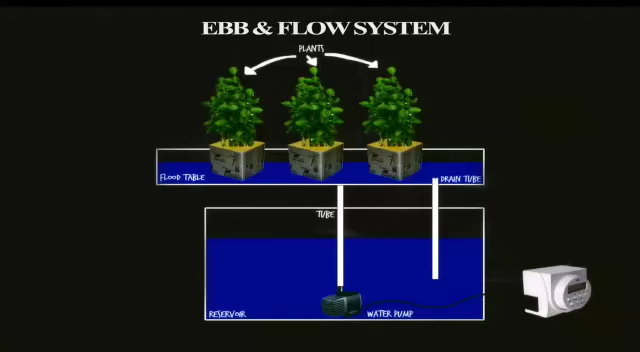 EBB & FLOW SYSTEM
PLANTS
FLOOD TABLE
DRAIN TUBE
TUBE
RESERVOIR
WATER PUMP